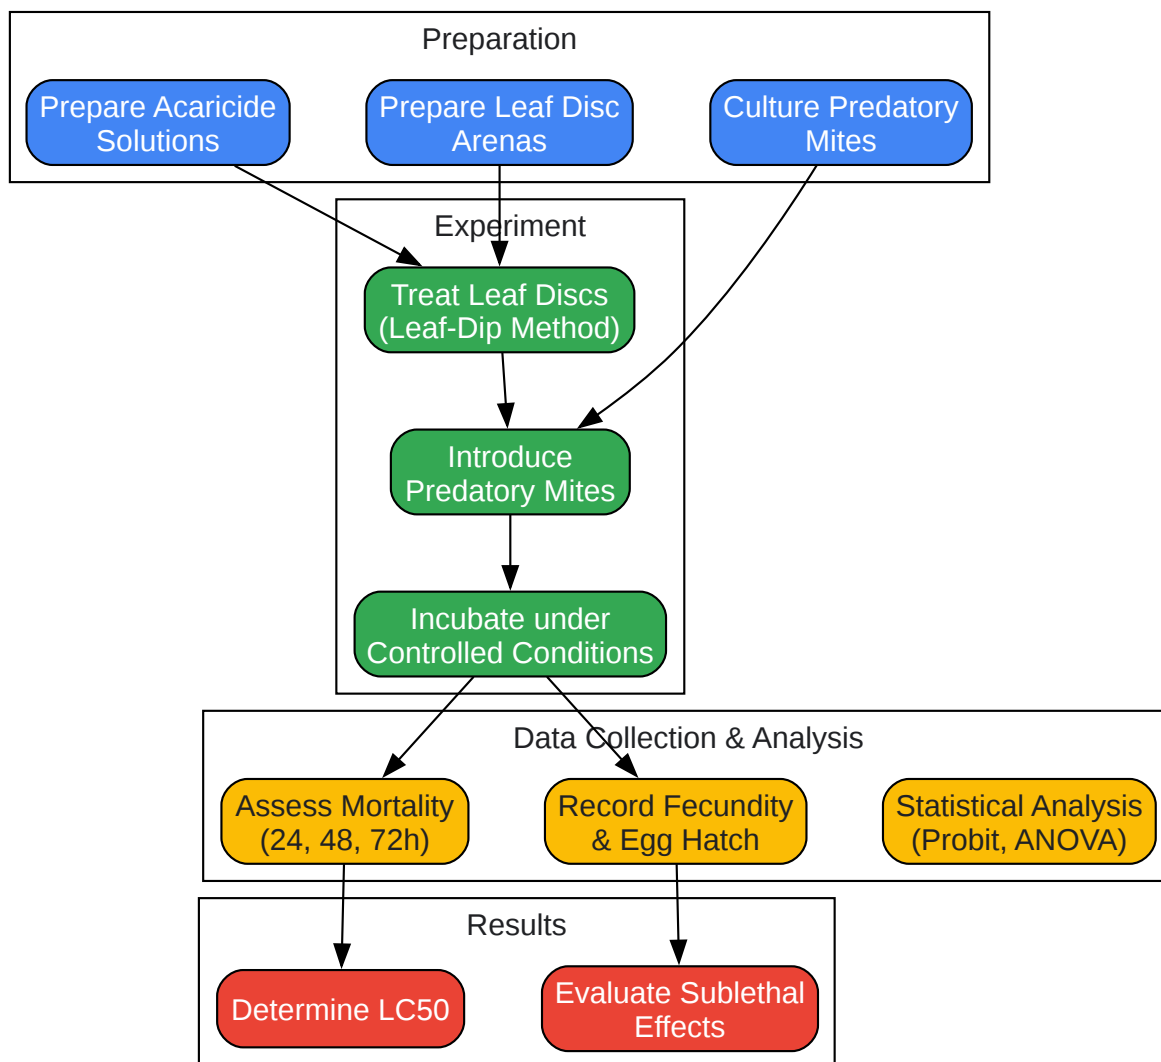 Preparation
Prepare Acaricide
Solutions
Prepare Leaf Disc
Arenas
Culture Predatory
Mites
Experiment
Treat Leaf Discs
(Leaf-Dip Method)
Introduce
Predatory Mites
Incubate under
Controlled Conditions
Data Collection & Analysis
Assess Mortality
(24, 48, 72h)
Record Fecundity
& Egg Hatch
Statistical Analysis
(Probit, ANOVA)
Results
Determine LC50
Evaluate Sublethal
Effects